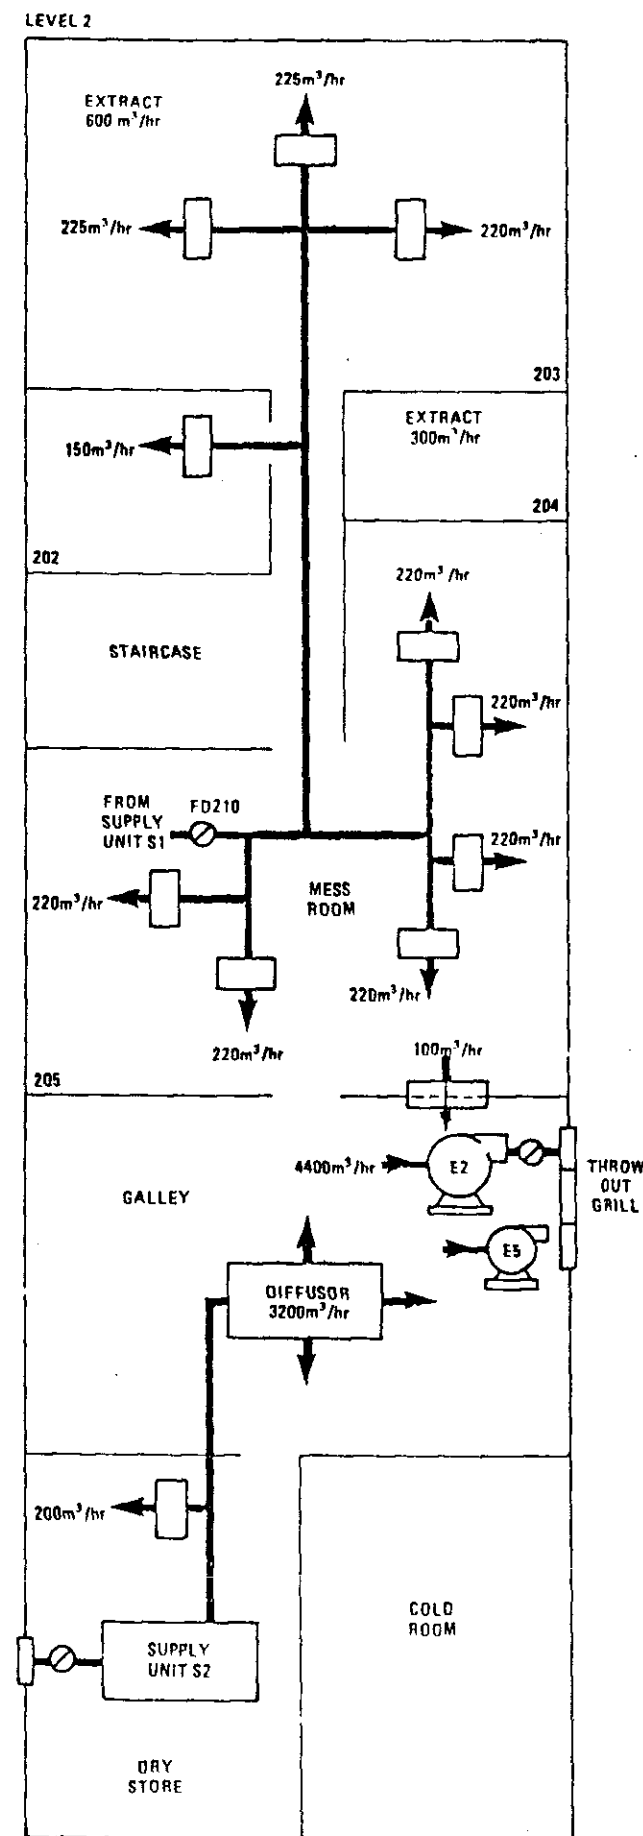 LEVEL 2
225m³/hr
EXTRACT
600 m³/hr
225m³/hr
220m³/hr
203
EXTRACT
300m³/hr
150m³/hr
204
202
220m³/hr
STAIRCASE
220m³/hr
FROM
SUPPLY
UNIT S1
FD210
220m³/hr
MESS
ROOM
220m³/hr
220m³/hr
220m³/hr
100m³/hr
205
4400m³/hr
E2
THROW
OUT
GRILL
GALLEY
E5
DIFFUSOR
3200m³/hr
200m³/hr
COLD
ROOM
SUPPLY
UNIT S2
DRY
STORE